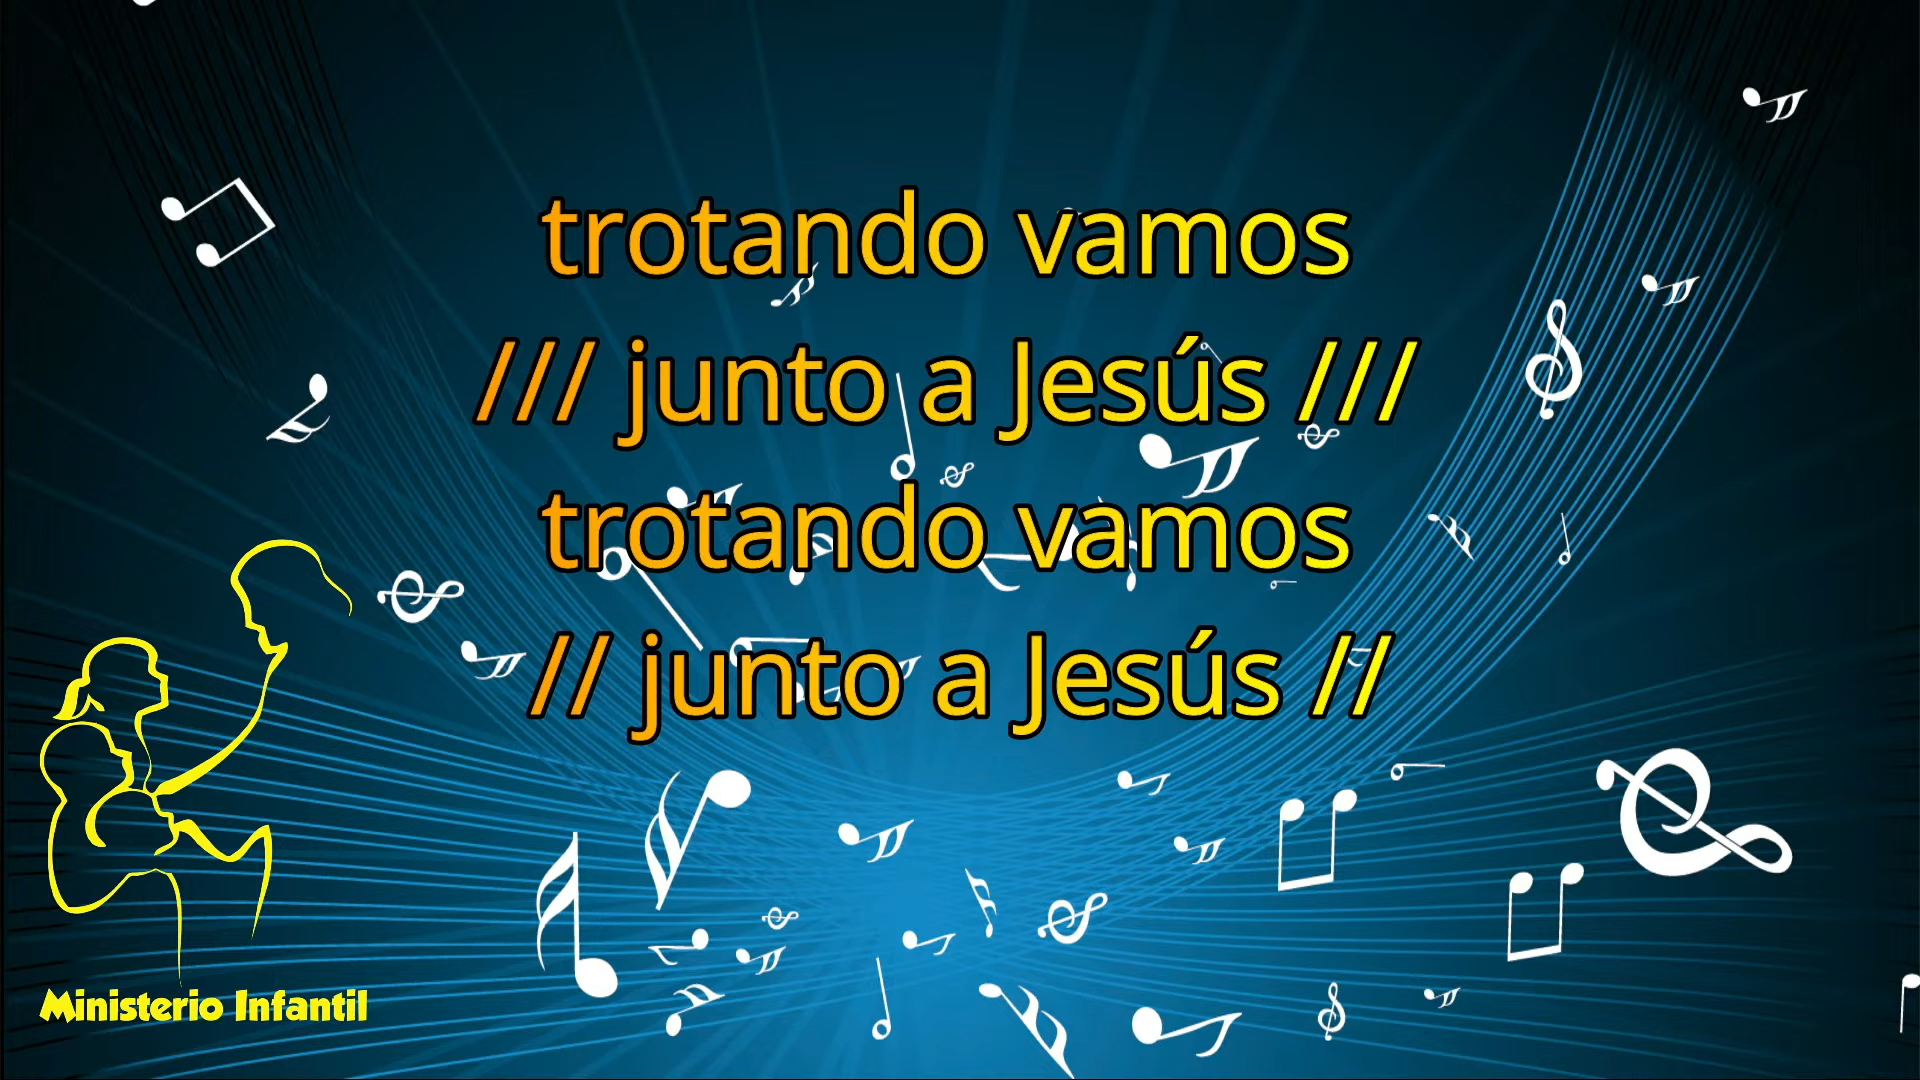 trotando vamos
/// junto a Jesús ///
trotando vamos
// junto a Jesús //
Ministerio Infantil